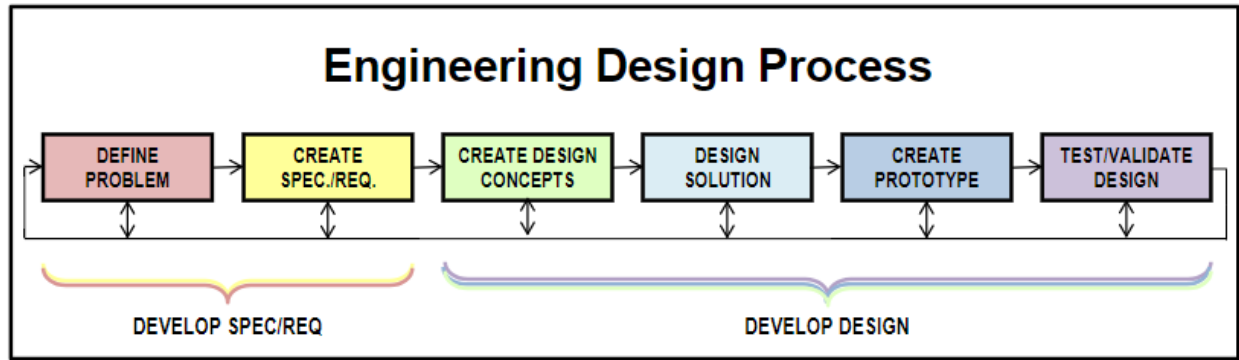 Engineering Design Process
DEFINE
PROBLEM
CREATE
SPEC./REQ.
CREATE DESIGN
CONCEPTS
DESIGN
SOLUTION
CREATE
PROTOTYPE
TEST/VALIDATE
DESIGN
DEVELOP SPEC/REQ
DEVELOP DESIGN